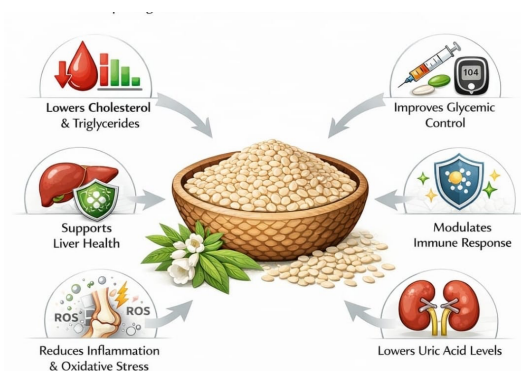 Lowers Cholesterol
& Triglycerides
104
Improves Glycemic
Control
Supports
Liver Health
Modulates
Immune Response
ROS
ROS
Reduces Inflammation
& Oxidative Stress
Lowers Uric Acid Levels